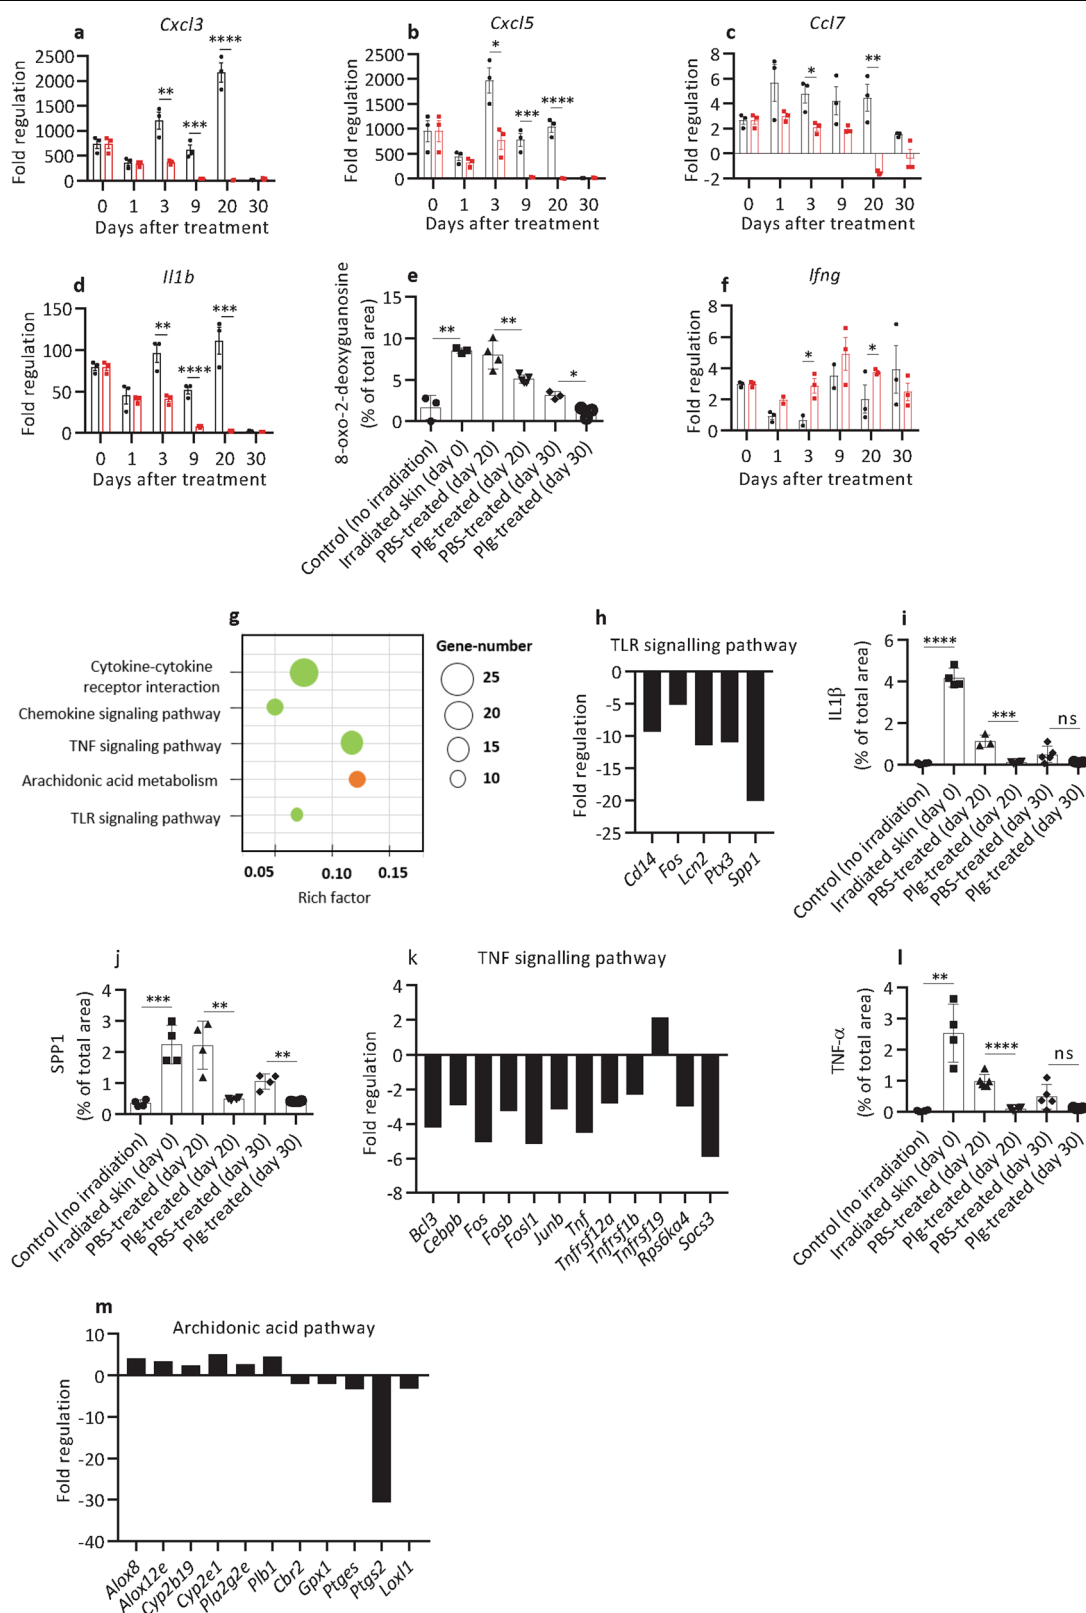 a
Cxcl3
Fold regulation
2500
2000
1500
1000
500
0
****
**
***
0 1 3 9 20 30
Days after treatment
b
Cxcl5
Fold regulation
2500
2000
1500
1000
500
0
*
***
****
0 1 3 9 20 30
Days after treatment
c
Ccl7
Fold regulation
8
6
4
2
0
-2
*
**
0 1 3 9 20 30
Days after treatment
d
Il1b
Fold regulation
150
100
50
0
**
****
***
0 1 3 9 20 30
Days after treatment
e
8-oxo-2-deoxyguanosine
(% of total area)
15
10
5
0
**
**
*
Control (no irradiation)
Irradiated skin (day 0)
PBS-treated (day 20)
Plg-treated (day 20)
PBS-treated (day 30)
Plg-treated (day 30)
f
Ifng
Fold regulation
8
6
4
2
0
*
*
0 1 3 9 20 30
Days after treatment
g
Cytokine-cytokine
receptor interaction
Chemokine signaling pathway
TNF signaling pathway
Arachidonic acid metabolism
TLR signaling pathway
0.05 0.10 0.15
Rich factor
Gene-number
25
20
15
10
h
TLR signalling pathway
Fold regulation
0
-5
-10
-15
-20
-25
Cd14
Fos
Lcn2
Ptx3
Spp1
i
IL1β
(% of total area)
6
4
2
0
****
***
ns
Control (no irradiation)
Irradiated skin (day 0)
PBS-treated (day 20)
Plg-treated (day 20)
PBS-treated (day 30)
Plg-treated (day 30)
j
SPP1
(% of total area)
4
3
2
1
0
***
**
**
Control (no irradiation)
Irradiated skin (day 0)
PBS-treated (day 20)
Plg-treated (day 20)
PBS-treated (day 30)
Plg-treated (day 30)
k
TNF signalling pathway
Fold regulation
4
2
0
-2
-4
-6
-8
Bcl3
Cebpb
Fos
Fosb
Fosl1
Junb
Tnf
Tnfrsf12a
Tnfrsf1b
Tnfrsf19
Rps6ka4
Socs3
l
TNF-α
(% of total area)
4
3
2
1
0
**
****
ns
Control (no irradiation)
Irradiated skin (day 0)
PBS-treated (day 20)
Plg-treated (day 20)
PBS-treated (day 30)
Plg-treated (day 30)
m
Archidonic acid pathway
Fold regulation
10
0
-10
-20
-30
-40
Alox8
Alox12e
Cyp2b19
Cyp2e1
Pla2g2e
Plb1
Cbr2
Gpx1
Ptges
Ptgs2
Loxl1